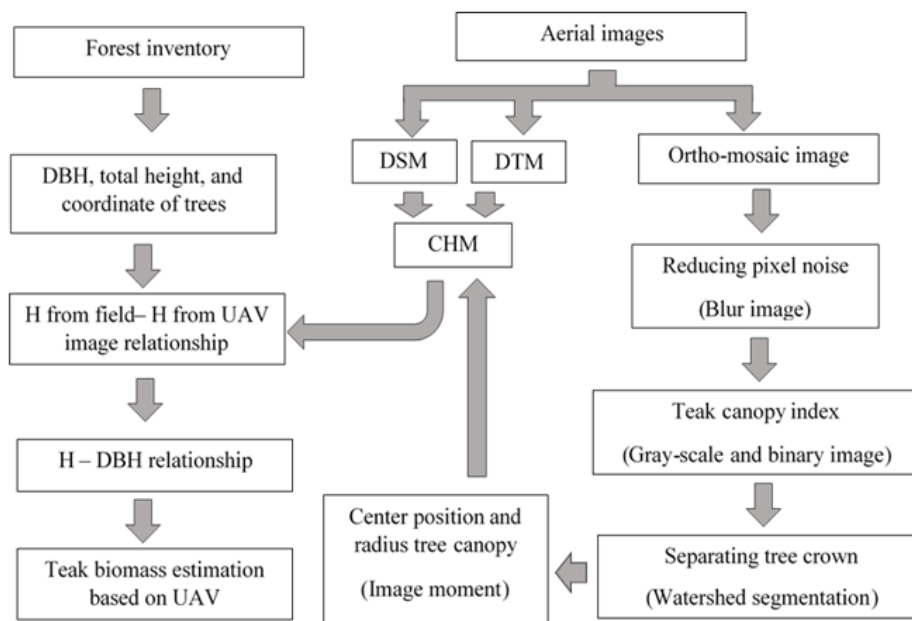 Forest inventory
DBH, total height, and
coordinate of trees
H from field– H from UAV
image relationship
H – DBH relationship
Teak biomass estimation
based on UAV
Aerial images
DSM
DTM
CHM
Ortho-mosaic image
Reducing pixel noise
(Blur image)
Teak canopy index
(Gray-scale and binary image)
Separating tree crown
(Watershed segmentation)
Center position and
radius tree canopy
(Image moment)